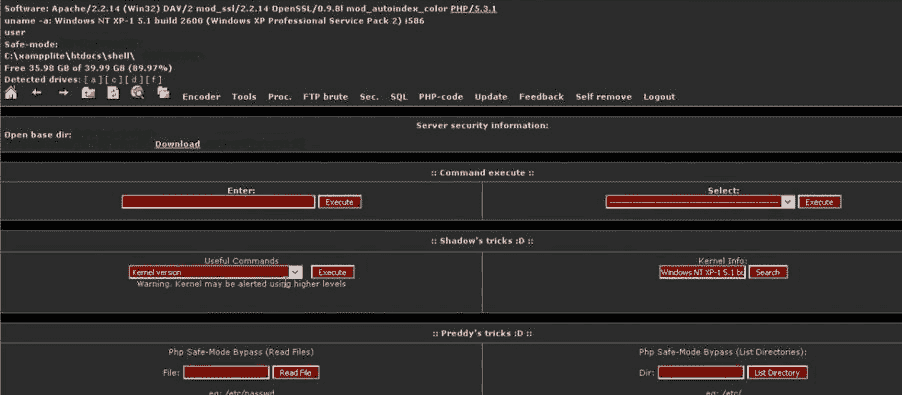 Software: Apache/2.2.14 (Win32) DAV/2 mod_ssl/2.2.14 OpenSSL/0.9.8l mod_autoindex_color PHP/5.3.1
uname -a: Windows NT XP-1 5.1 build 2600 (Windows XP Professional Service Pack 2) i586
user
Safe-mode:
C:\xampplite\htdocs\shell\
Free 35.98 GB of 39.99 GB (89.97%)
Detected drives: [ a ] [ c ] [ d ] [ f ]
Encoder Tools Proc. FTP brute Sec. SQL PHP-code Update Feedback Self remove Logout
Server security information:
Open base dir:
Download
:: Command execute ::
Enter: Select:
Execute Execute
:: Shadow's tricks :D ::
Useful Commands Kernel Info:
Kernel version Execute Windows NT XP-1 5.1 bu Search
Warning. Kernel may be alerted using higher levels
:: Preddy's tricks :D ::
Php Safe-Mode Bypass (Read Files) Php Safe-Mode Bypass (List Directories):
File: Read File Dir: List Directory
eg: /etc/passwd eg: /etc/